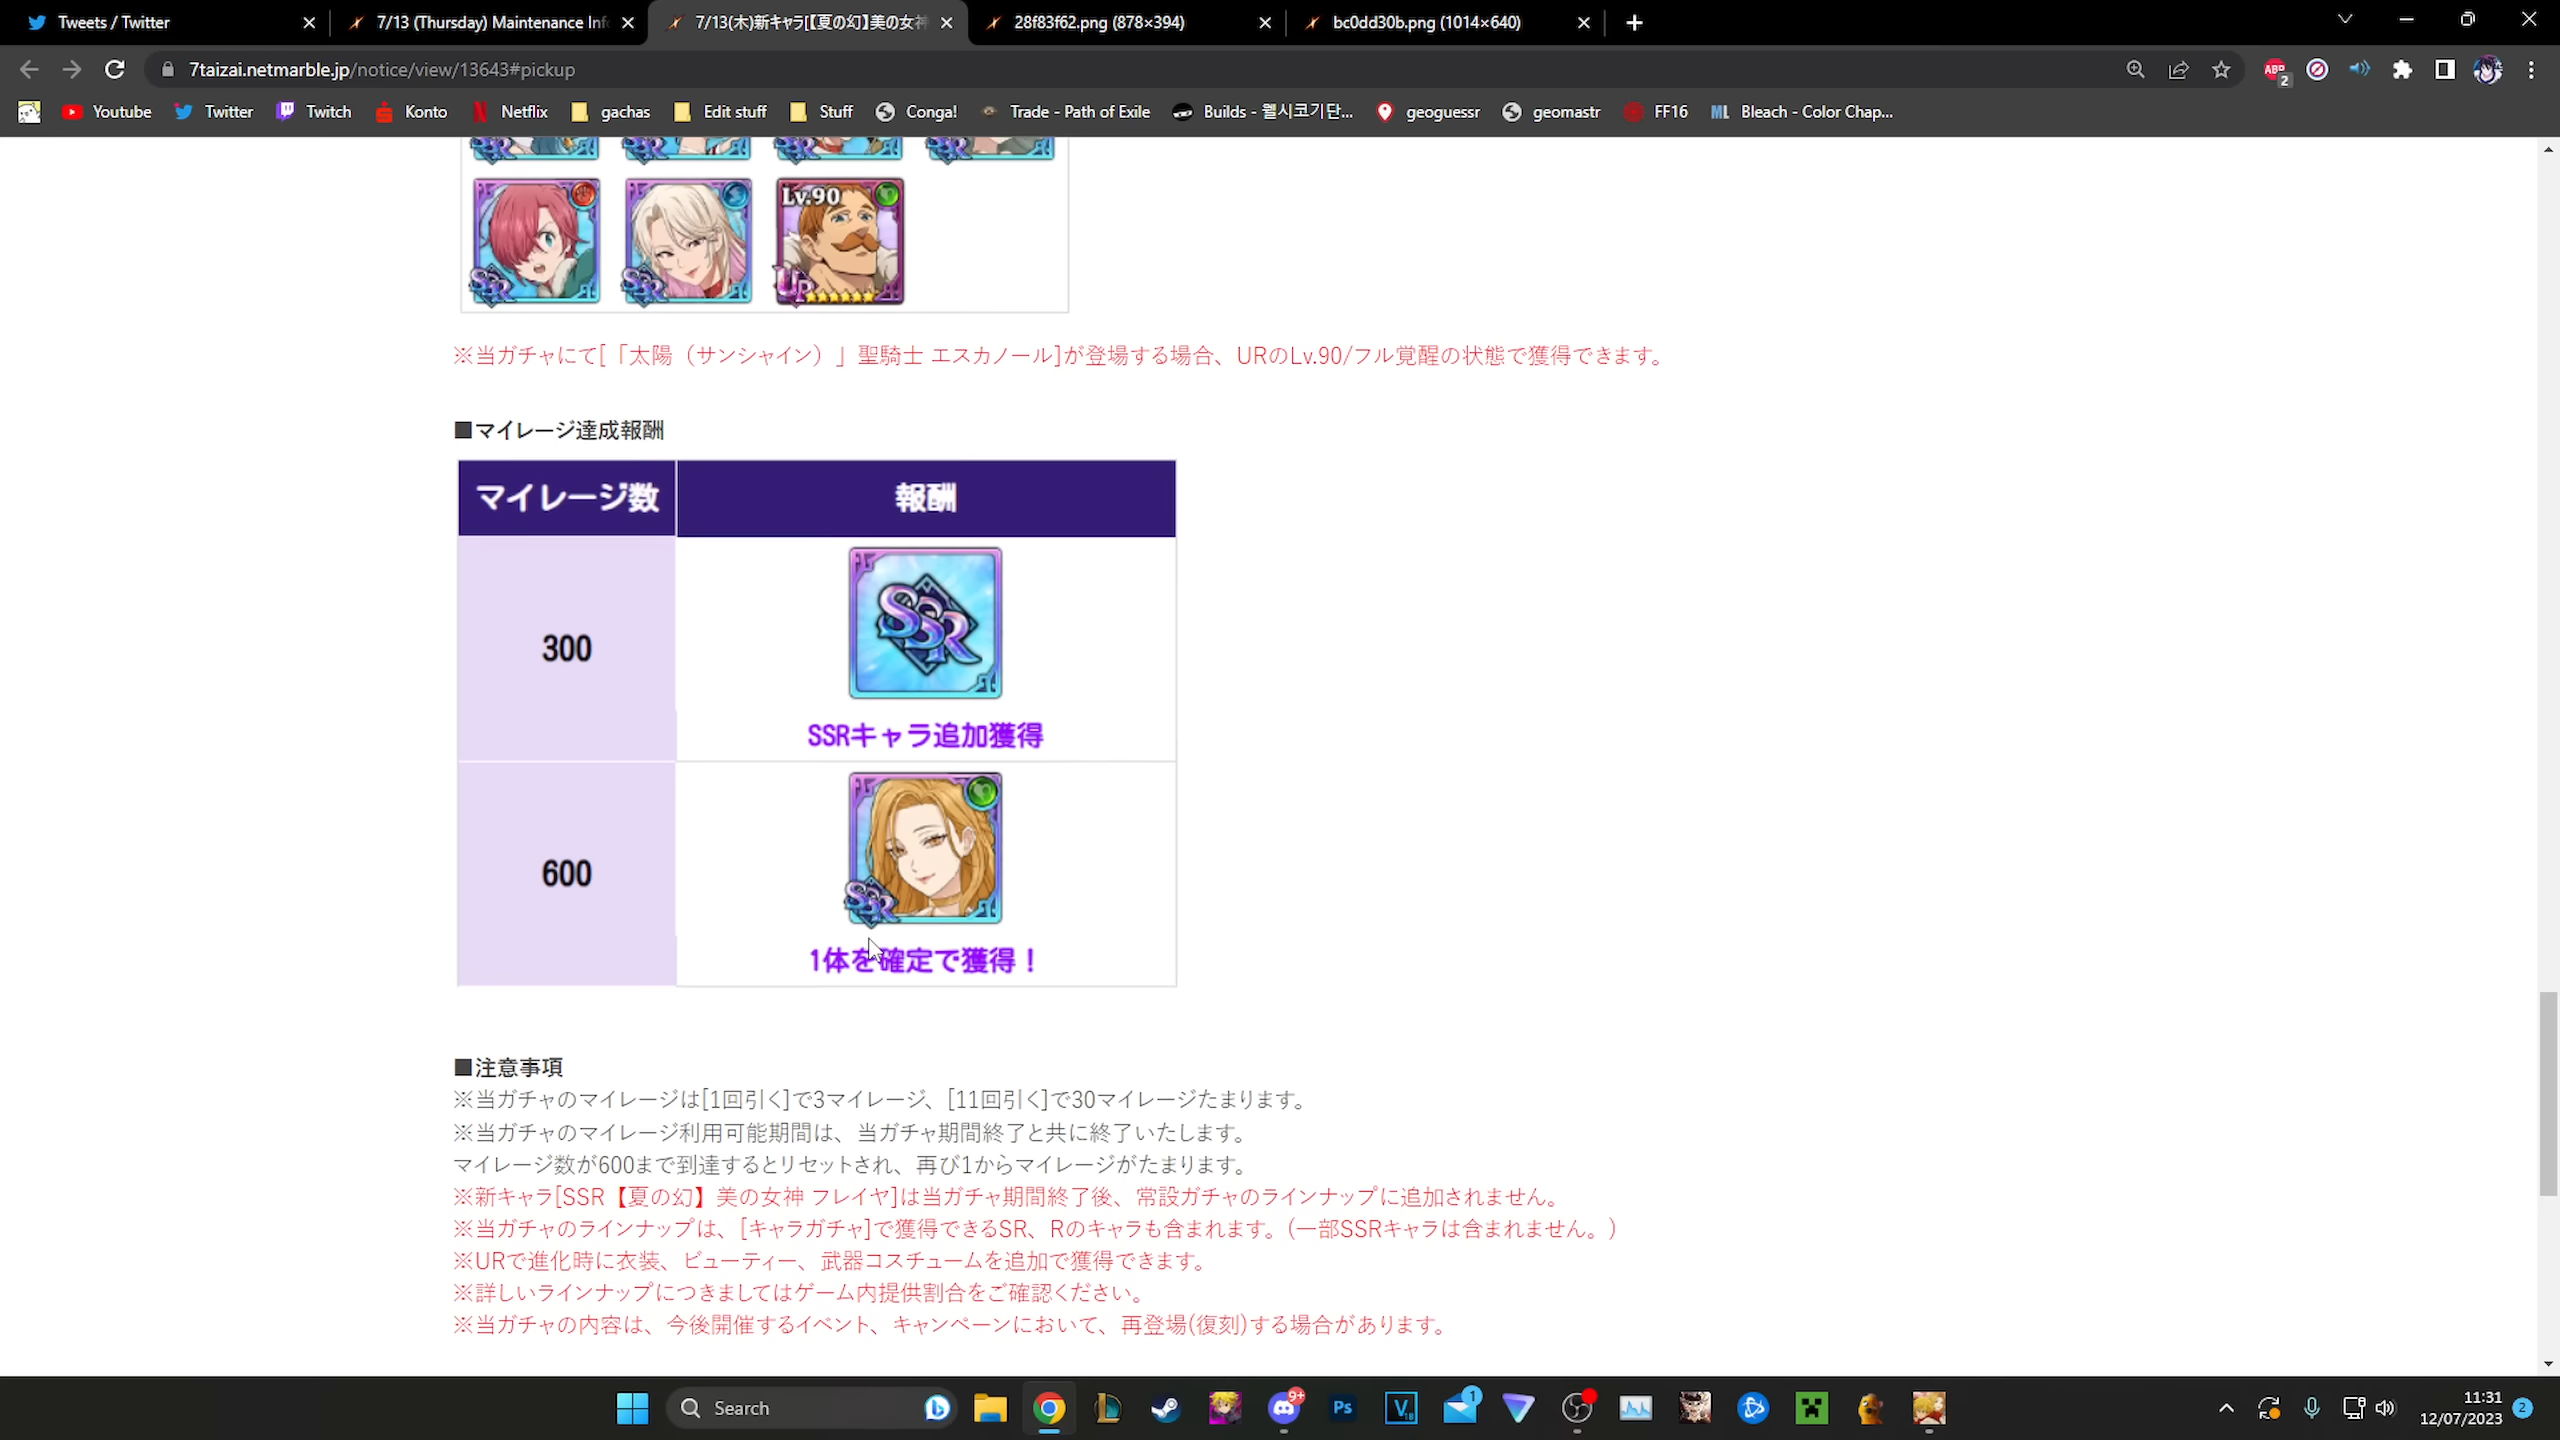 Tweets / Twitter
7/13 (Thursday) Maintenance Inf
7/13(木)新キャラ[【夏の幻】美の女神
28f83f62.png (878×394)
bc0dd30b.png (1014×640)
7taizai.netmarble.jp/notice/view/13643#pickup
ABP
2
Youtube
Twitter
Twitch
Konto
Netflix
gachas
Edit stuff
Stuff
Conga!
Trade - Path of Exile
Builds - 웰시코기단...
geoguessr
geomastr
FF16
ML
Bleach - Color Chap...
SSR SSR SSR SSR
SSR
SSR
Lv.90
UR
※当ガチャにて[「太陽（サンシャイン）」聖騎士 エスカノール]が登場する場合、URのLv.90/フル覚醒の状態で獲得できます。
■マイレージ達成報酬
マイレージ数
報酬
300
SSR
SSRキャラ追加獲得
600
SSR
1体を確定で獲得！
■注意事項
※当ガチャのマイレージは[1回引く]で3マイレージ、[11回引く]で30マイレージたまります。
※当ガチャのマイレージ利用可能期間は、当ガチャ期間終了と共に終了いたします。
マイレージ数が600まで到達するとリセットされ、再び1からマイレージがたまります。
※新キャラ[SSR【夏の幻】美の女神 フレイヤ]は当ガチャ期間終了後、常設ガチャのラインナップに追加されません。
※当ガチャのラインナップは、[キャラガチャ]で獲得できるSR、Rのキャラも含まれます。（一部SSRキャラは含まれません。）
※URで進化時に衣装、ビューティー、武器コスチュームを追加で獲得できます。
※詳しいラインナップにつきましてはゲーム内提供割合をご確認ください。
※当ガチャの内容は、今後開催するイベント、キャンペーンにおいて、再登場(復刻)する場合があります。
Search
9+
Ps
V
1
11:31
12/07/2023
2